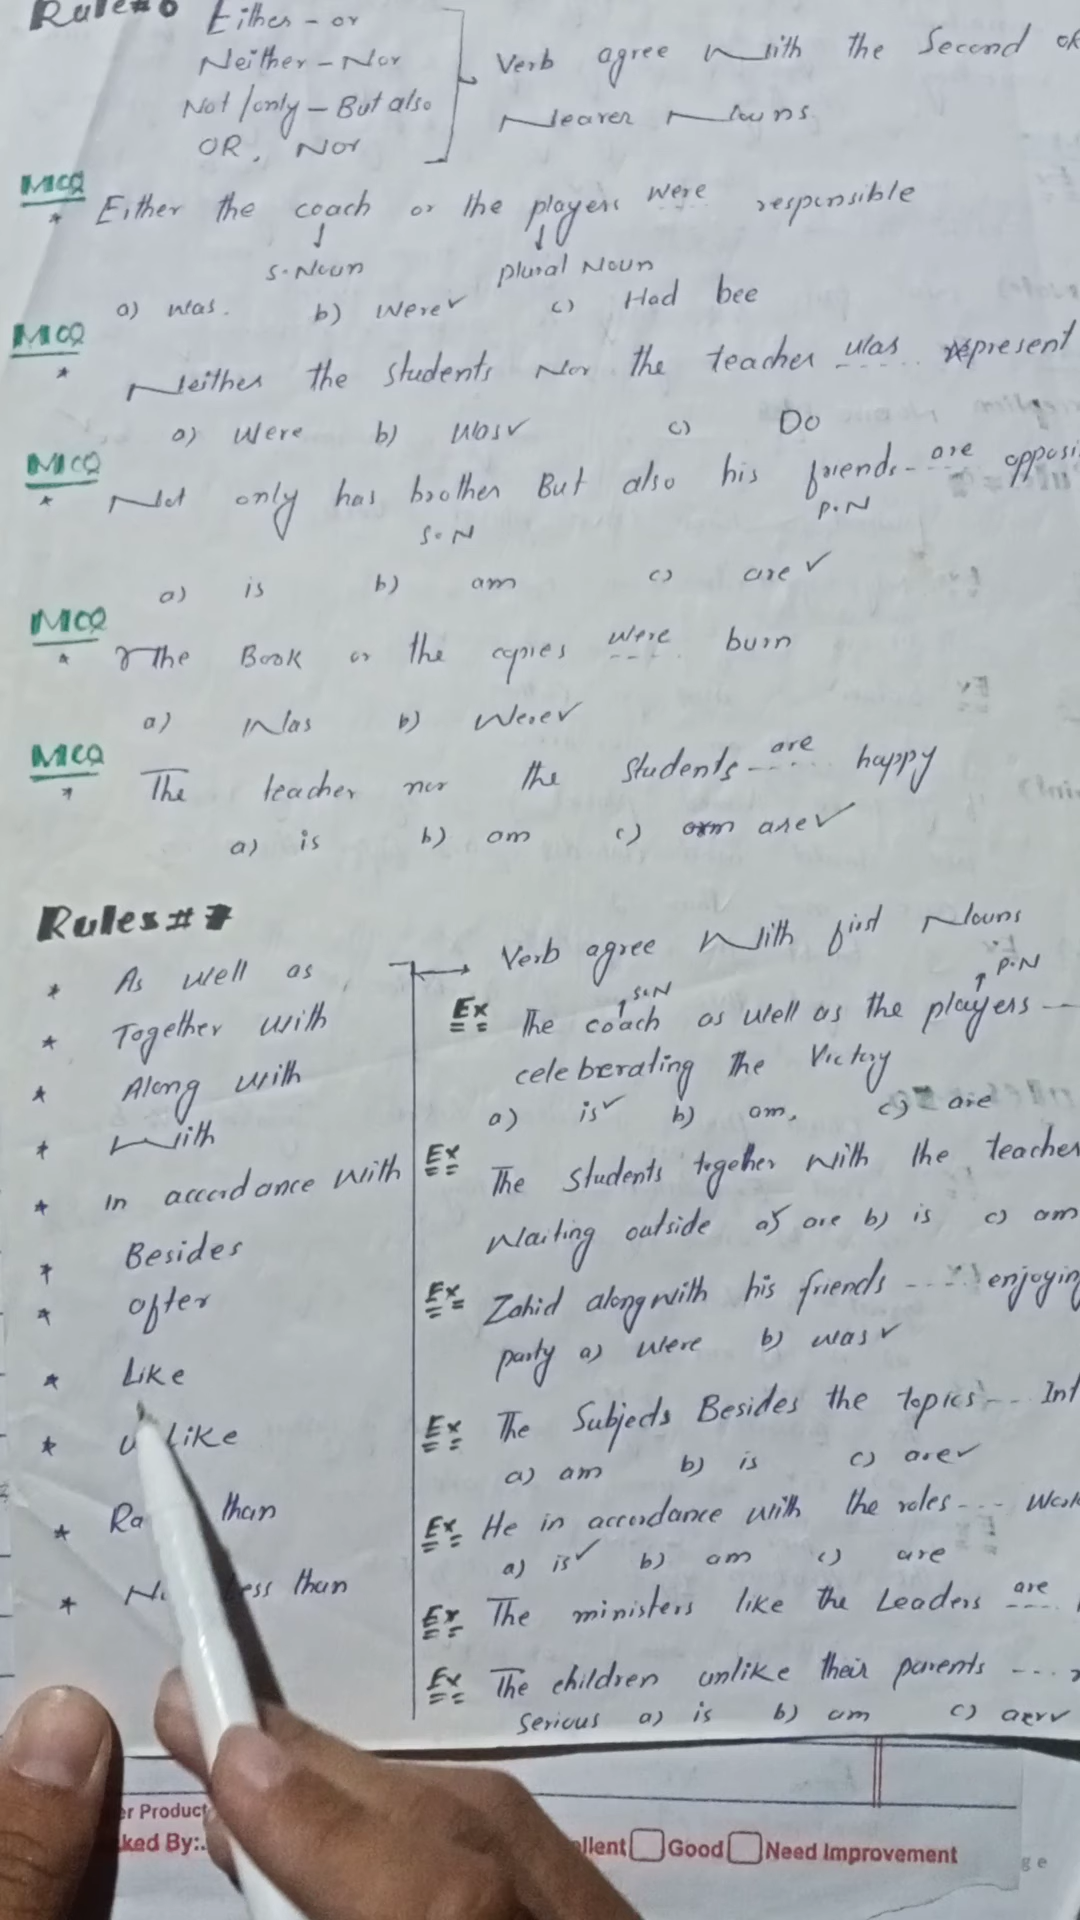 Rule#6 Either - or
Neither - Nor
Not/only - But also
OR, Nor
Verb agree With the Second OR
Nearer Nouns
MCQ
* Either the coach or the players were responsible
S-Noun plural Noun
a) Was. b) Were✓ c) Had bee
MCQ
* Neither the students Nor the teacher was represent
a) Were b) Was✓ c) Do
MCQ
* Not only has brother But also his friends are opposi
S.N P.N
a) is b) am c) are ✓
MCQ
* The Book or the copies were burn
a) Was b) Were✓
MCQ
* The teacher nor the students are happy
a) is b) am c) are✓
Rules#7
* As well as
* Together with
* Along with
* With
* In accordance with
* Besides
* after
* Like
* like
* than
* less than
Verb agree With first Nouns
Ex The coach as well as the players
S.N P.N
celeberating the Victory
a) is✓ b) am, c) are
Ex The students together with the teacher
Waiting outside a) are b) is c) am
Ex Zahid along with his friends .... enjoying
party a) were b) was✓
Ex The Subjects Besides the topics ... Int
a) am b) is c) are✓
Ex He in accordance with the roles ...
a) is✓ b) am c) are
Ex The ministers like the Leaders are
Ex The children unlike their parents ....
Serious a) is b) am c) aer✓
er Product
ked By:.
llent Good Need Improvement
g e